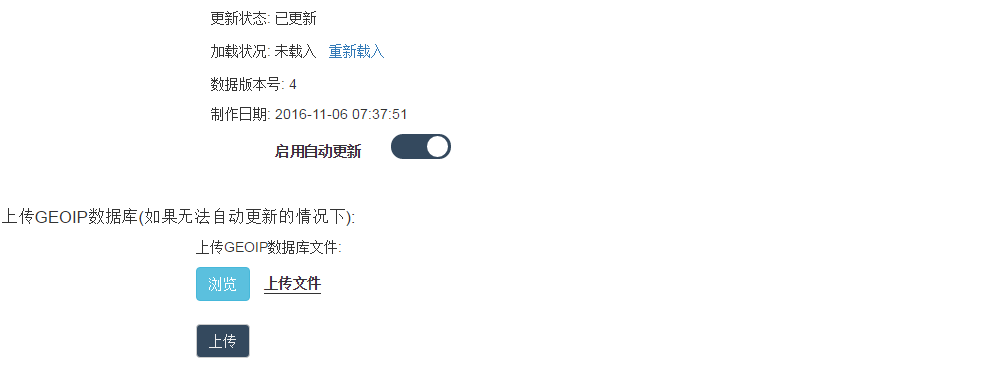 更新状态: 已更新
加载状况: 未载入 重新载入
数据版本号: 4
制作日期: 2016-11-06 07:37:51
启用自动更新
上传GEOIP数据库(如果无法自动更新的情况下):
上传GEOIP数据库文件:
浏览 上传文件
上传